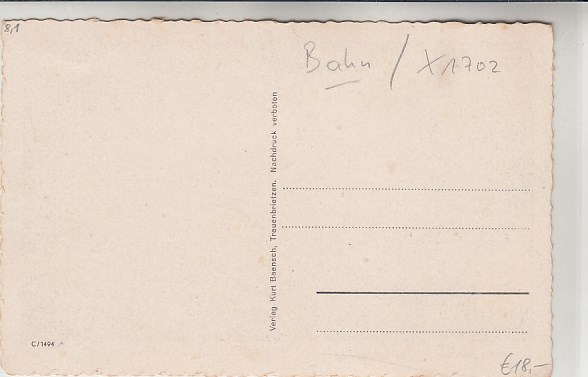 8,1
Bahn / X1702
Verlag Kurt Baensch, Treuenbrietzen. Nachdruck verboten
C/1494
€18,-